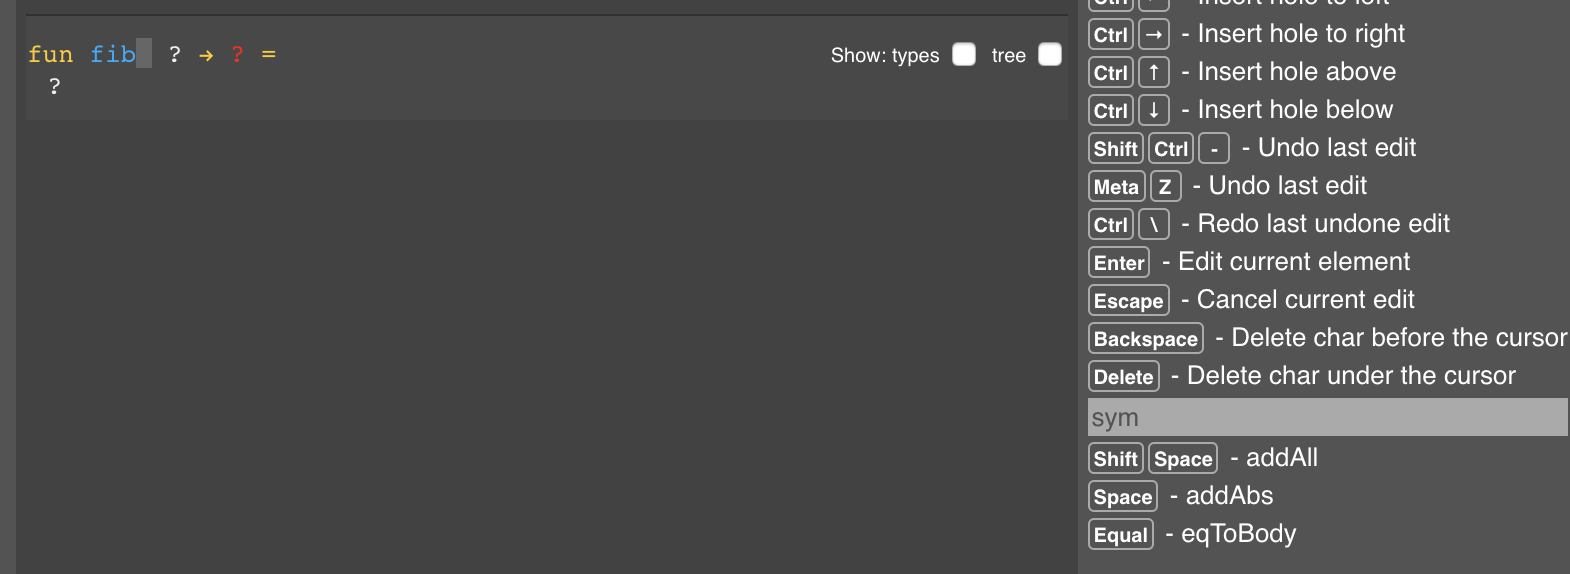 Ctrl ← - Insert hole to left
fun fib ? → ? =
?
Show: types tree
Ctrl → - Insert hole to right
Ctrl ↑ - Insert hole above
Ctrl ↓ - Insert hole below
Shift Ctrl - - Undo last edit
Meta Z - Undo last edit
Ctrl \ - Redo last undone edit
Enter - Edit current element
Escape - Cancel current edit
Backspace - Delete char before the cursor
Delete - Delete char under the cursor
sym
Shift Space - addAll
Space - addAbs
Equal - eqToBody